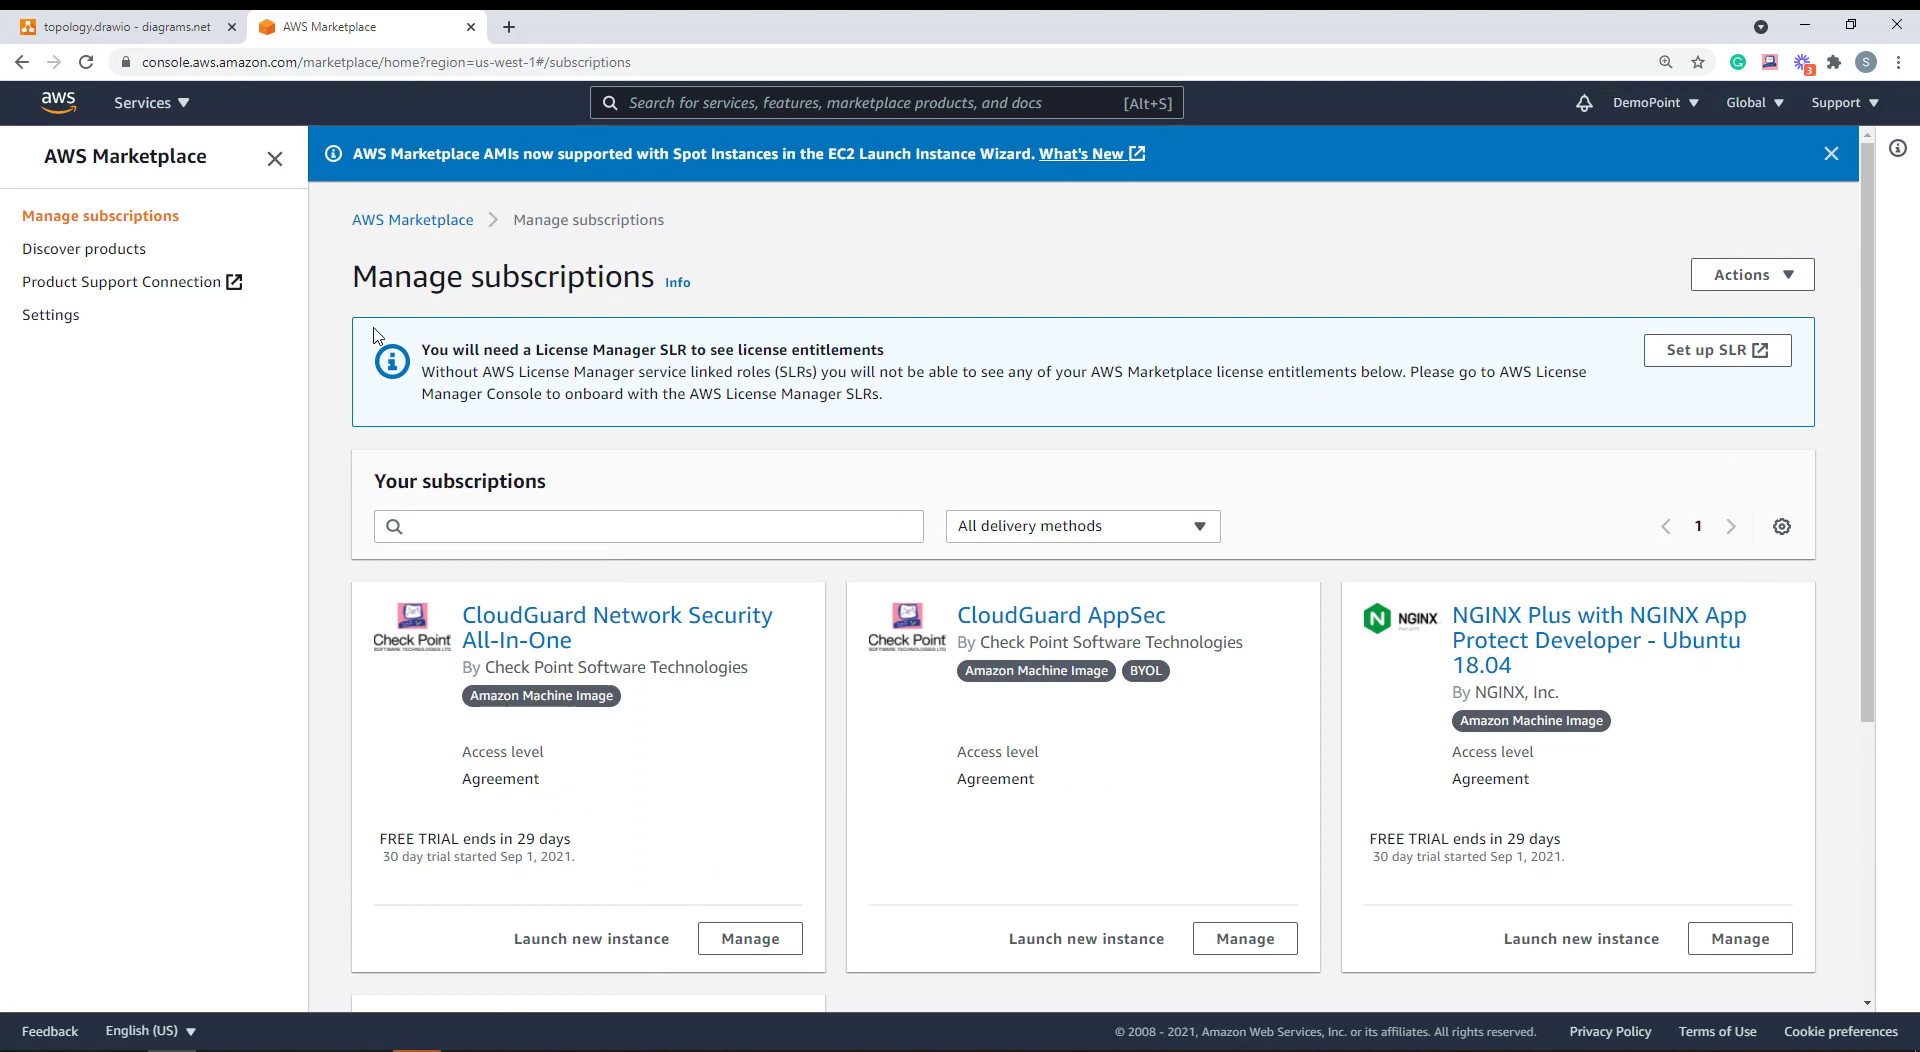 topology.drawio - diagrams.net
AWS Marketplace
console.aws.amazon.com/marketplace/home?region=us-west-1#/subscriptions
S
3
aws
Services
Search for services, features, marketplace products, and docs
[Alt+S]
DemoPoint
Global
Support
AWS Marketplace
Manage subscriptions
Discover products
Product Support Connection
Settings
AWS Marketplace AMIs now supported with Spot Instances in the EC2 Launch Instance Wizard. What's New
AWS Marketplace > Manage subscriptions
Manage subscriptions Info
Actions
You will need a License Manager SLR to see license entitlements
Without AWS License Manager service linked roles (SLRs) you will not be able to see any of your AWS Marketplace license entitlements below. Please go to AWS License
Manager Console to onboard with the AWS License Manager SLRs.
Set up SLR
Your subscriptions
All delivery methods
1
Check Point
SOFTWARE TECHNOLOGIES LTD
CloudGuard Network Security
All-In-One
By Check Point Software Technologies
Amazon Machine Image
Access level
Agreement
FREE TRIAL ends in 29 days
30 day trial started Sep 1, 2021.
Launch new instance
Manage
Check Point
SOFTWARE TECHNOLOGIES LTD
CloudGuard AppSec
By Check Point Software Technologies
Amazon Machine Image
BYOL
Access level
Agreement
Launch new instance
Manage
N
NGINX
NGINX Plus with NGINX App
Protect Developer - Ubuntu
18.04
By NGINX, Inc.
Amazon Machine Image
Access level
Agreement
FREE TRIAL ends in 29 days
30 day trial started Sep 1, 2021.
Launch new instance
Manage
Feedback
English (US)
© 2008 - 2021, Amazon Web Services, Inc. or its affiliates. All rights reserved.
Privacy Policy
Terms of Use
Cookie preferences